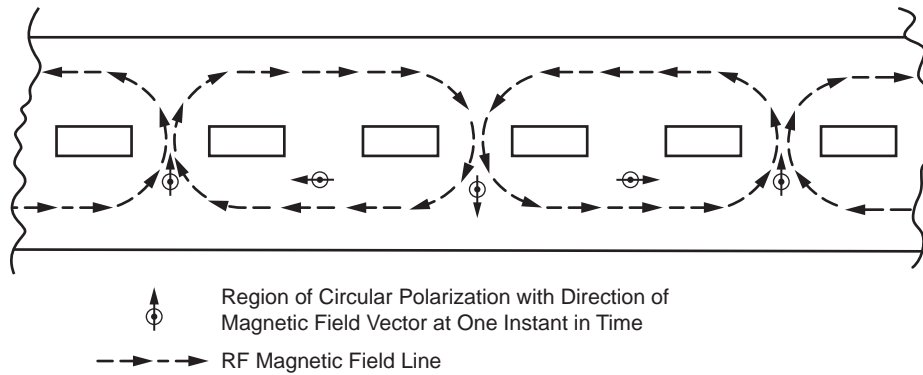 Region of Circular Polarization with Direction of
Magnetic Field Vector at One Instant in Time
RF Magnetic Field Line